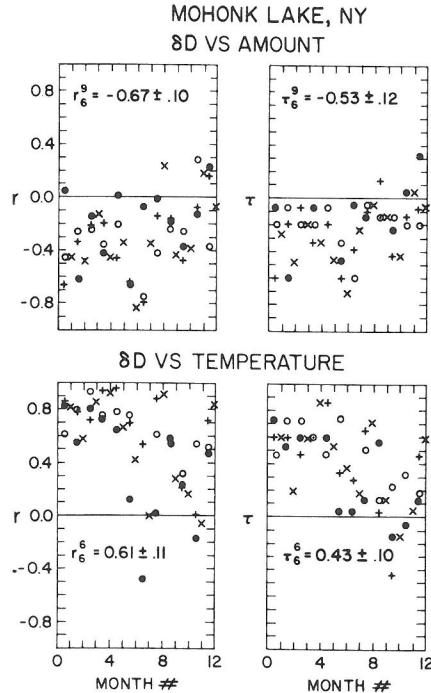 MOHONK LAKE, NY
δD VS AMOUNT
0.8
0.4
0.0
-0.4
-0.8
r
r₆⁹ = -0.67 ± .10
τ
τ₆⁹ = -0.53 ± .12
δD VS TEMPERATURE
0.8
0.4
0.0
-0.4
-0.8
r
r₆⁶ = 0.61 ± .11
0 4 8 12
MONTH #
τ
τ₆⁶ = 0.43 ± .10
0 4 8 12
MONTH #